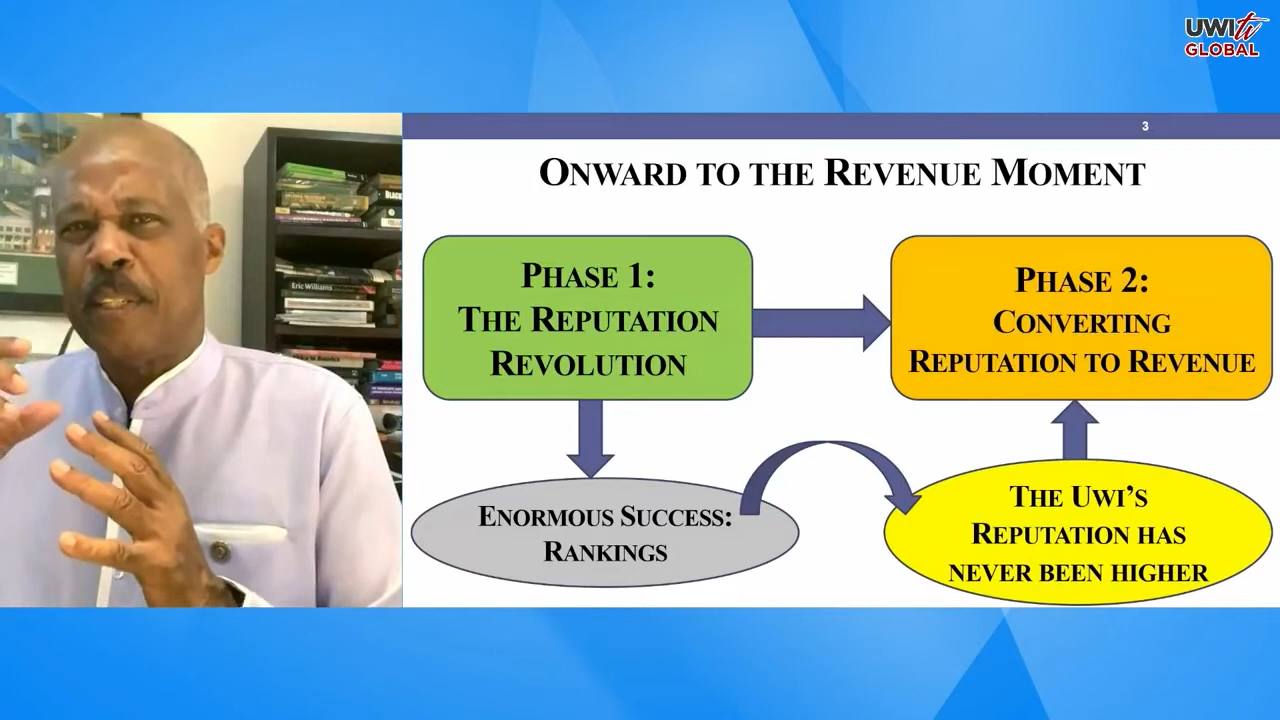 UWItv
GLOBAL
3
ONWARD TO THE REVENUE MOMENT
PHASE 1:
THE REPUTATION
REVOLUTION
PHASE 2:
CONVERTING
REPUTATION TO REVENUE
ENORMOUS SUCCESS:
RANKINGS
THE UWI'S
REPUTATION HAS
NEVER BEEN HIGHER
Eric Williams